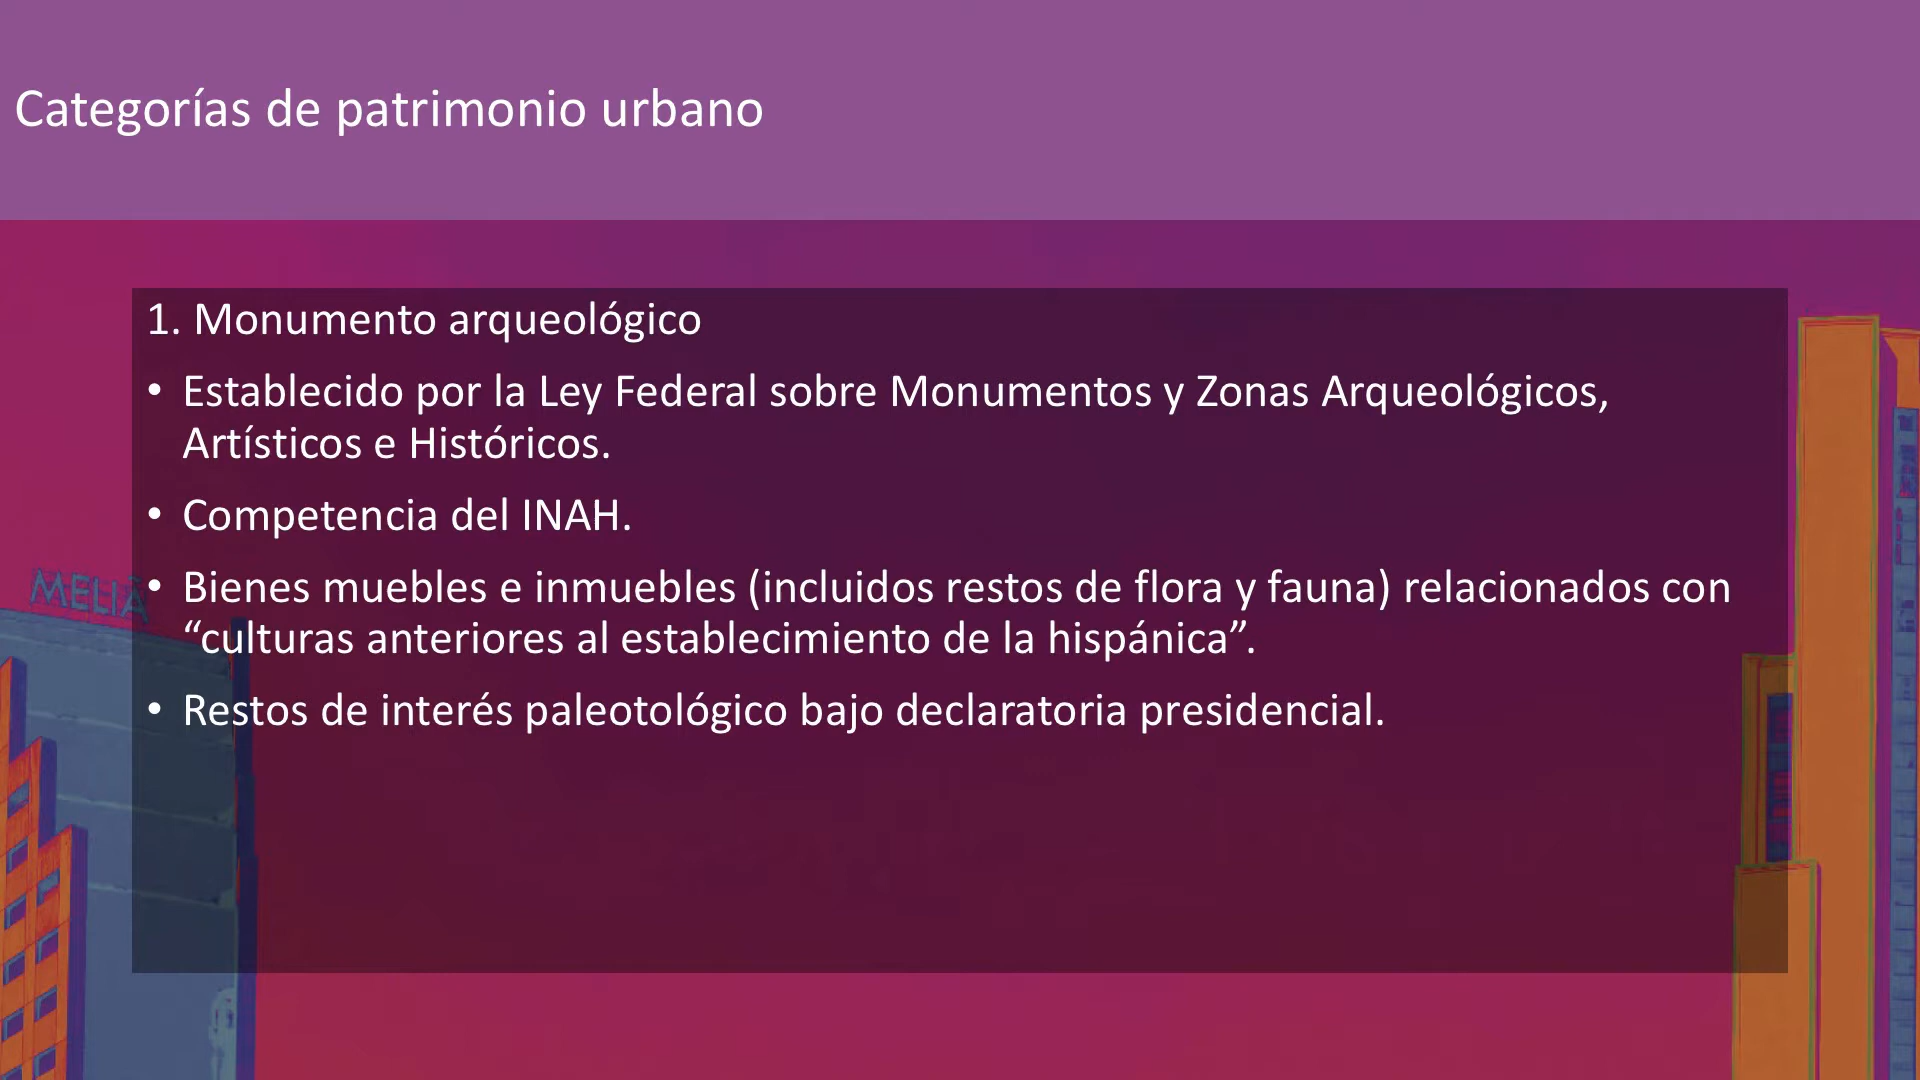 Categorías de patrimonio urbano
1. Monumento arqueológico
• Establecido por la Ley Federal sobre Monumentos y Zonas Arqueológicos,
Artísticos e Históricos.
• Competencia del INAH.
MELIÁ
• Bienes muebles e inmuebles (incluidos restos de flora y fauna) relacionados con
“culturas anteriores al establecimiento de la hispánica”.
• Restos de interés paleotológico bajo declaratoria presidencial.